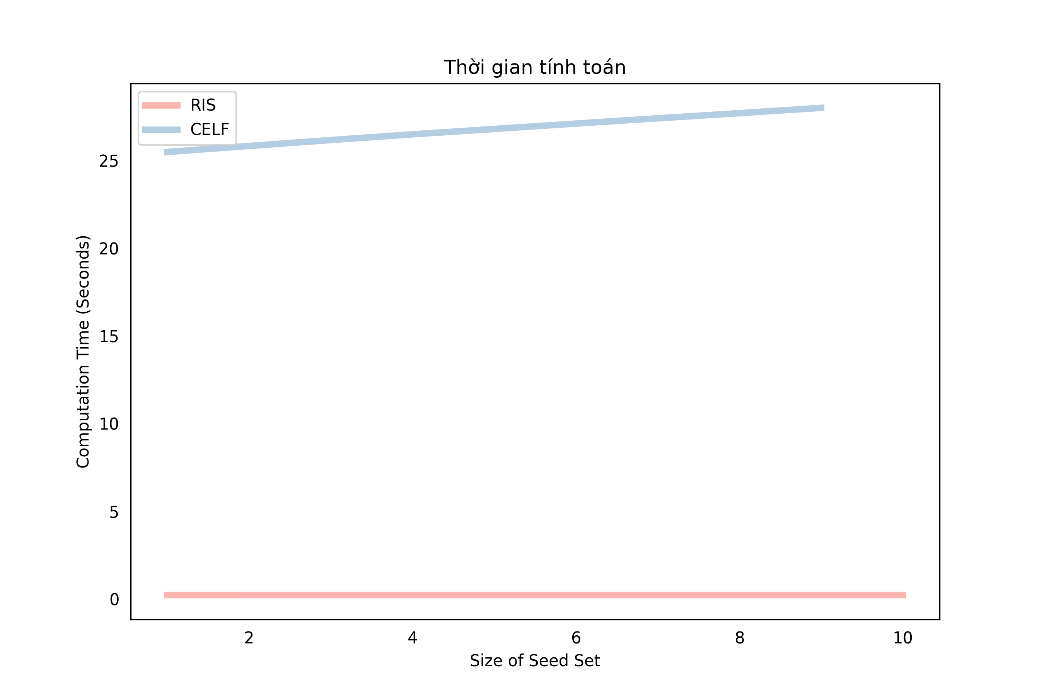 Thời gian tính toán
RIS
CELF
25
20
15
10
5
0
Computation Time (Seconds)
2 4 6 8 10
Size of Seed Set